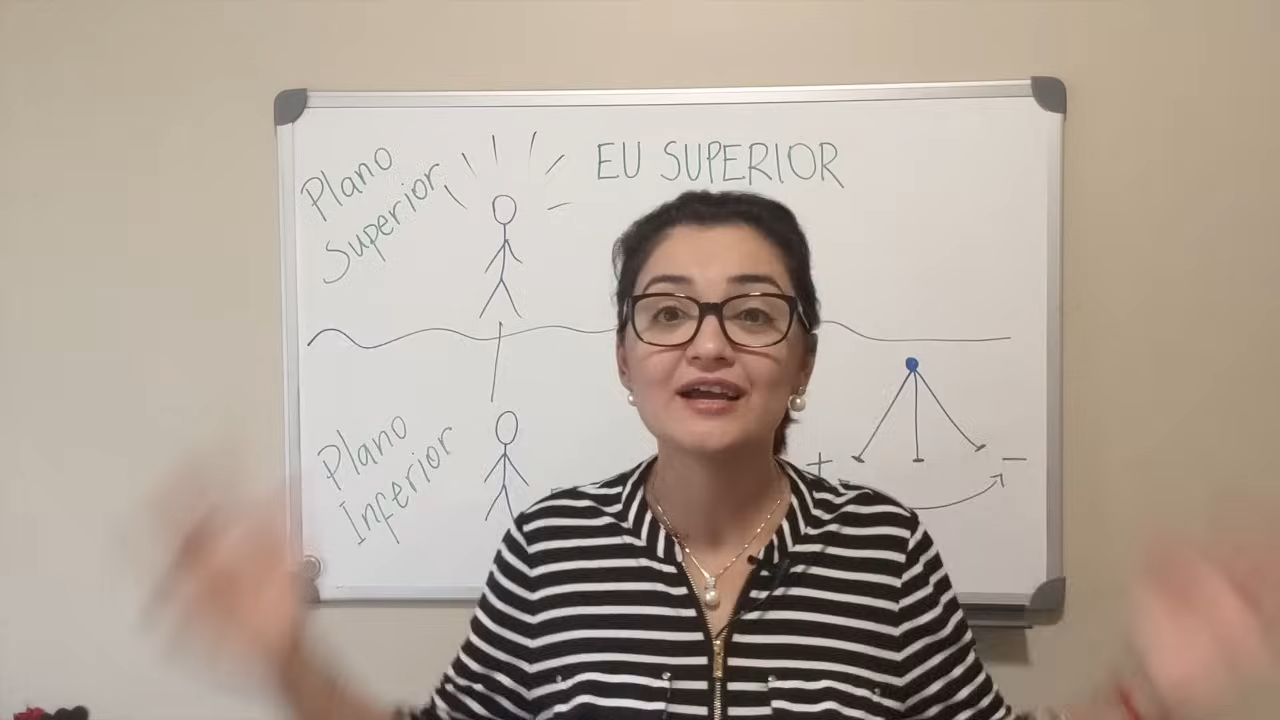 Plano
Superior
EU SUPERIOR
Plano
Inferior
+
-